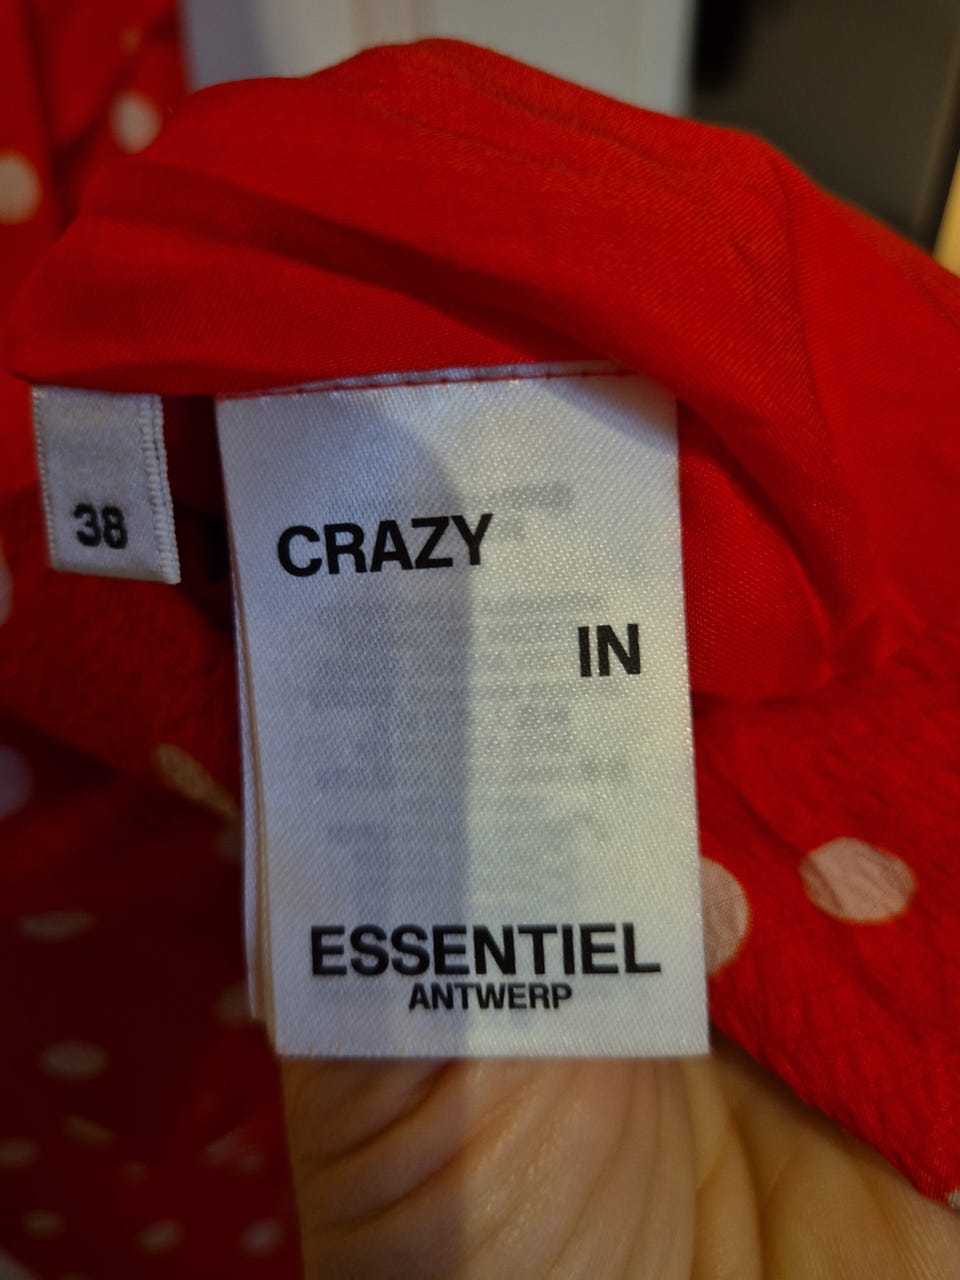 38
CRAZY
IN
ESSENTIEL
ANTWERP